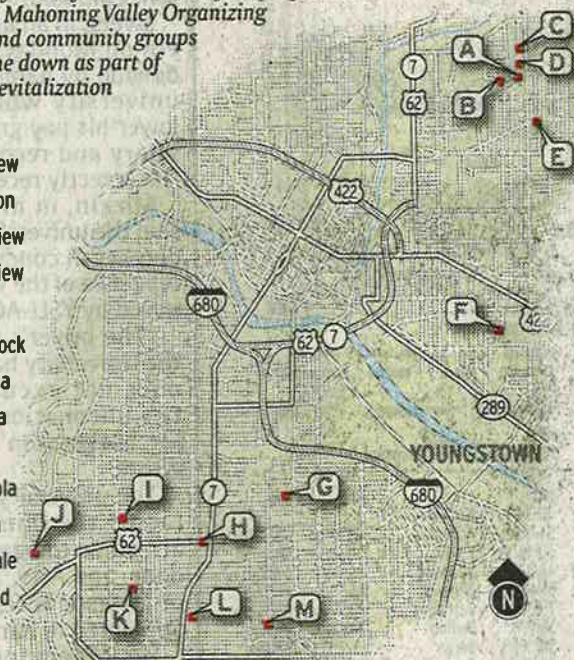 Mahoning Valley Organizing
nd community groups
ne down as part of
evitalization
ew
on
iew
iew
ock
a
a
ola
ale
d
A
B
C
D
E
7
62
422
680
F
62
7
42
289
YOUNGSTOWN
680
G
7
I
J
H
62
K
L
M
N